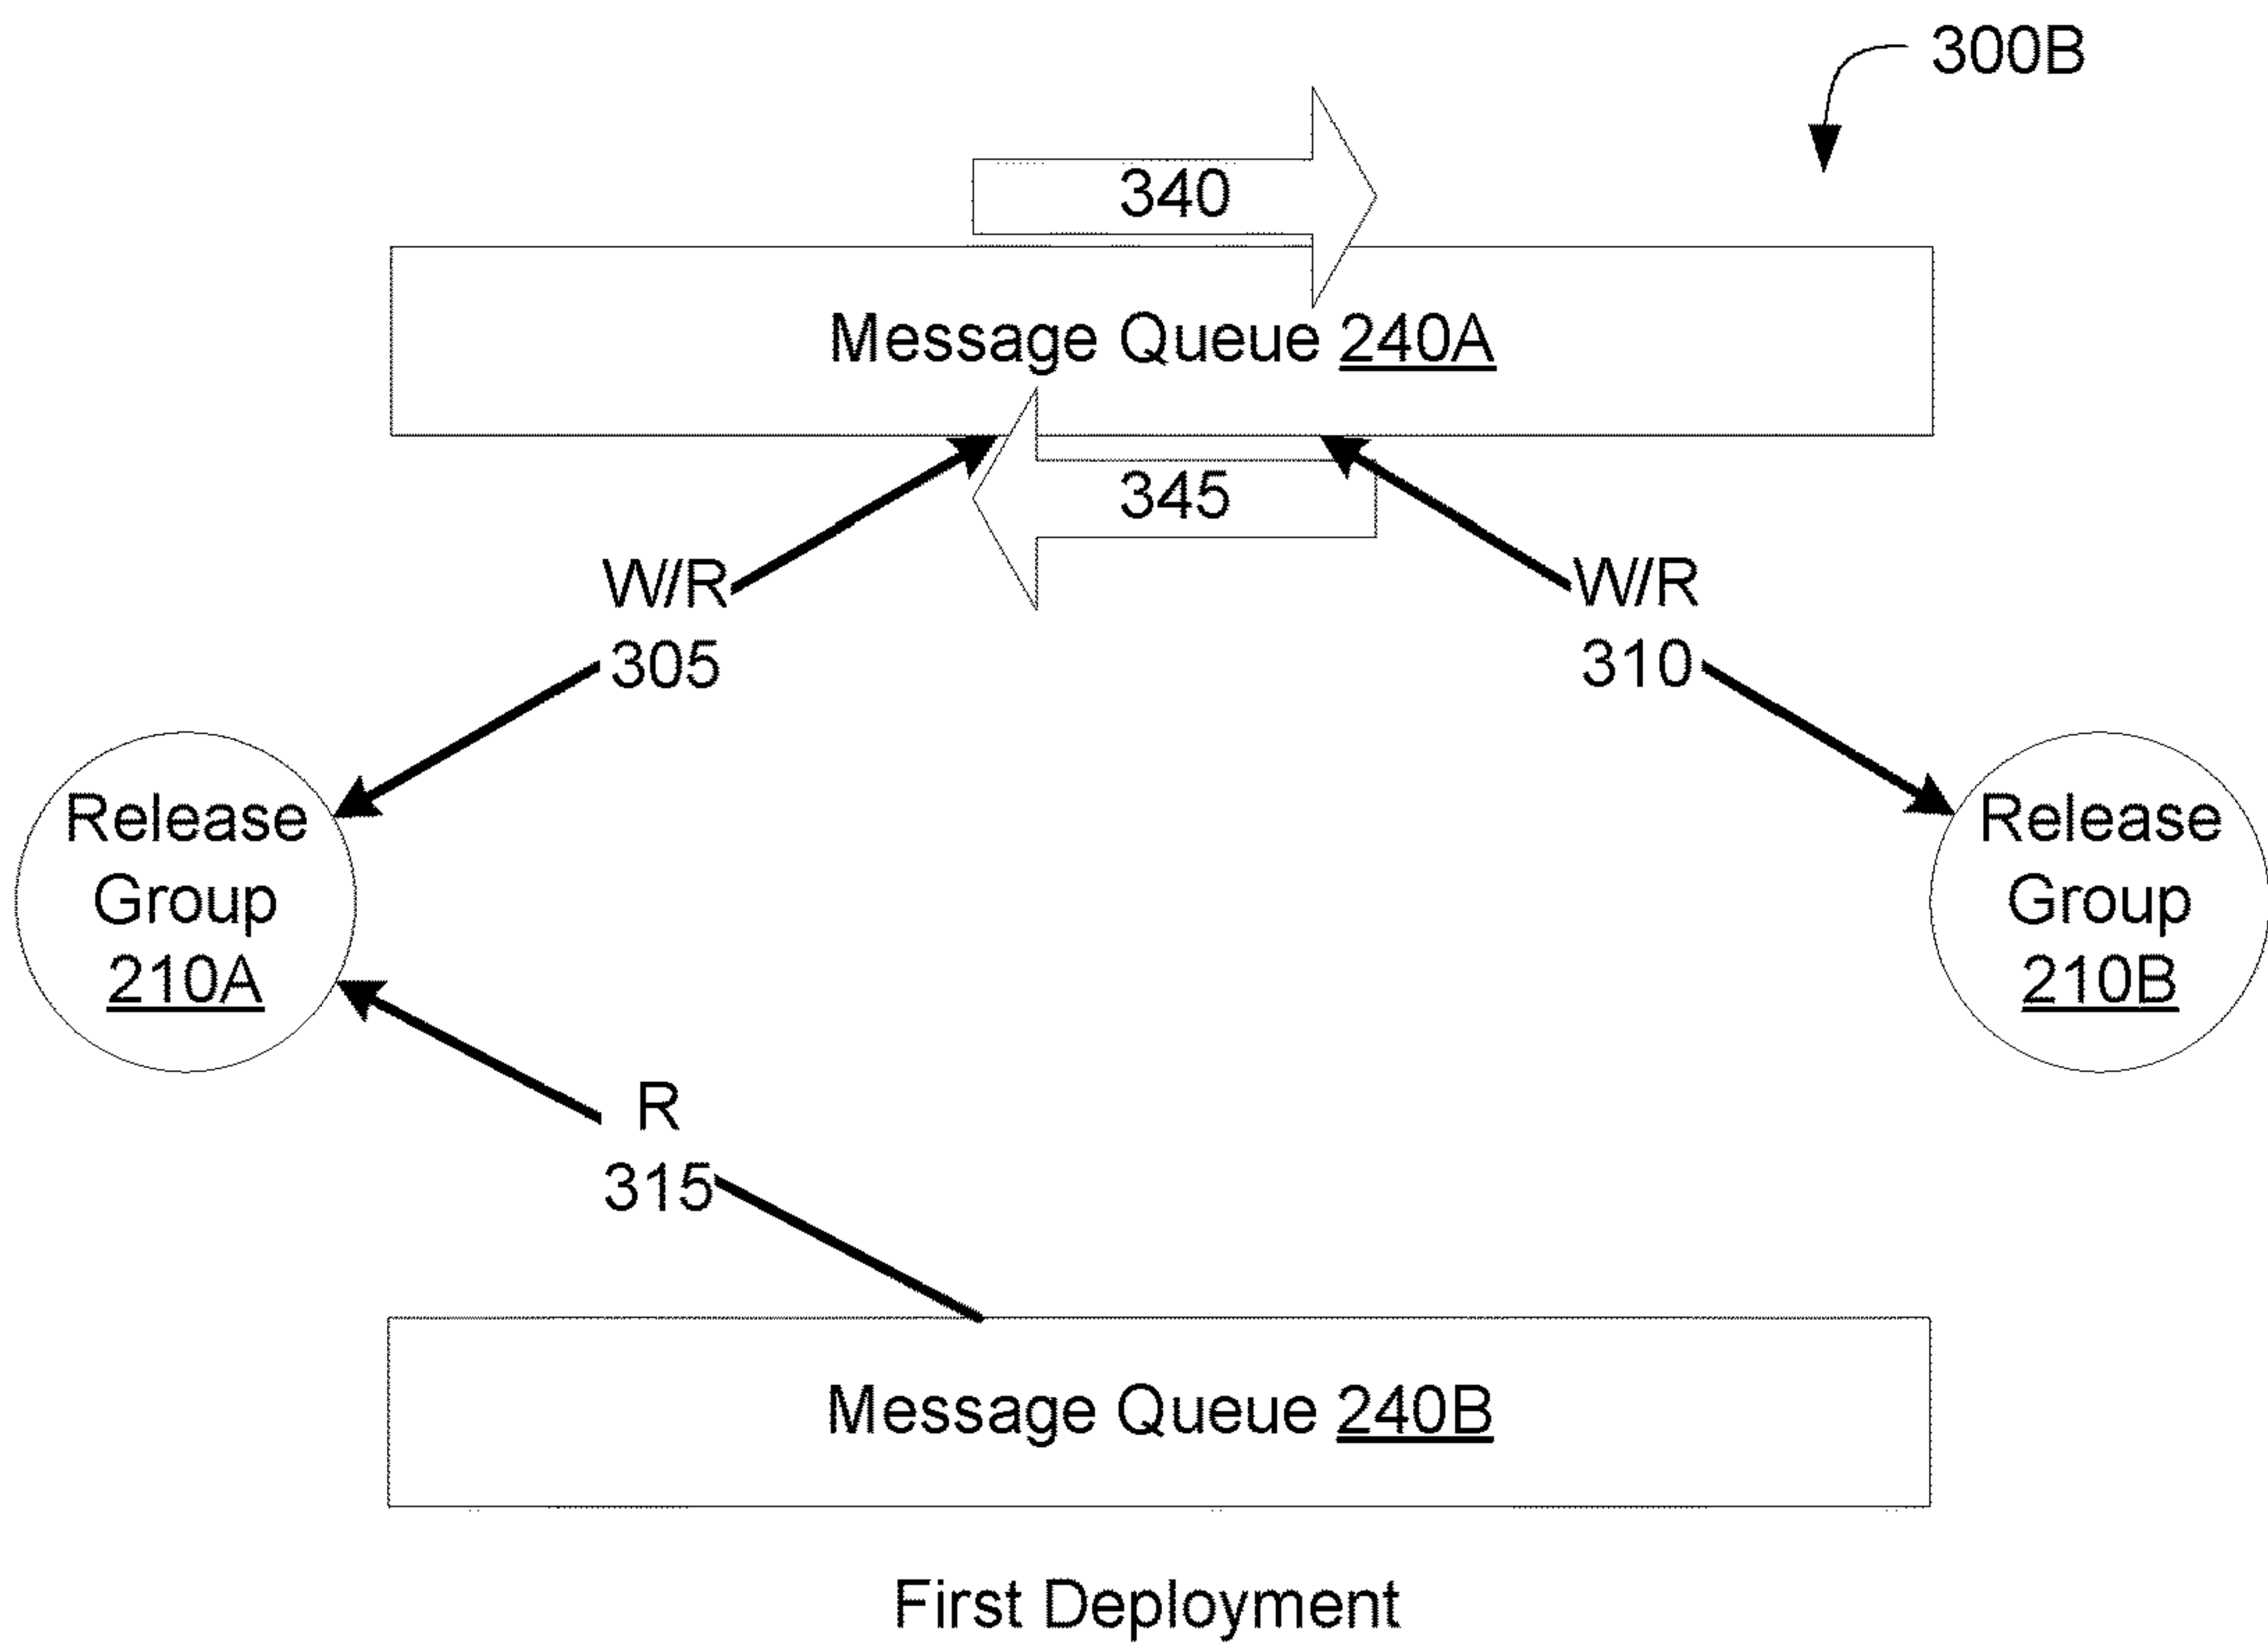 300B
340
Message Queue 240A
345
W/R
305
W/R
310
Release
Group
210A
Release
Group
210B
R
315
Message Queue 240B
First Deployment